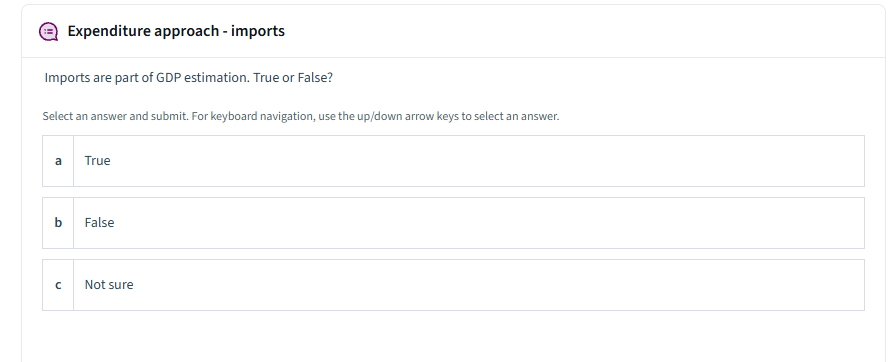 Expenditure approach - imports
Imports are part of GDP estimation. True or False?
Select an answer and submit. For keyboard navigation, use the up/down arrow keys to select an answer.
a True
b False
c Not sure